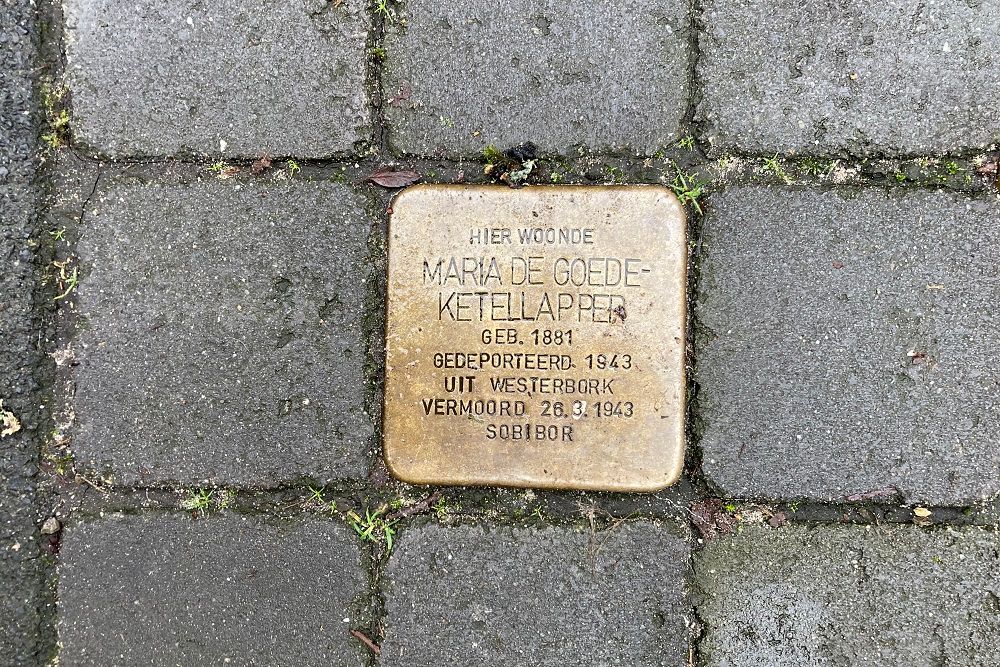 HIER WOONDE
MARIA DE GOEDE-
KETELLAPPER
GEB. 1881
GEDEPORTEERD 1943
UIT WESTERBORK
VERMOORD 26.3.1943
SOBIBOR